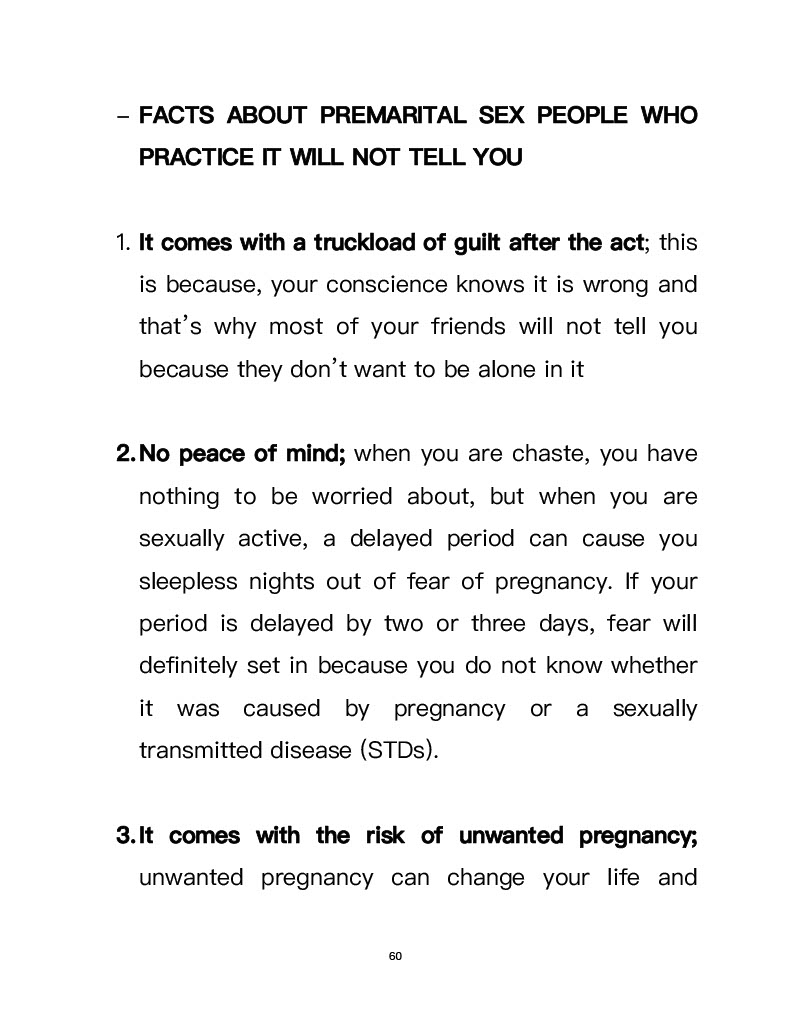 – FACTS ABOUT PREMARITAL SEX PEOPLE WHO
PRACTICE IT WILL NOT TELL YOU
1. It comes with a truckload of guilt after the act; this
is because, your conscience knows it is wrong and
that’s why most of your friends will not tell you
because they don’t want to be alone in it
2. No peace of mind; when you are chaste, you have
nothing to be worried about, but when you are
sexually active, a delayed period can cause you
sleepless nights out of fear of pregnancy. If your
period is delayed by two or three days, fear will
definitely set in because you do not know whether
it was caused by pregnancy or a sexually
transmitted disease (STDs).
3. It comes with the risk of unwanted pregnancy;
unwanted pregnancy can change your life and
60